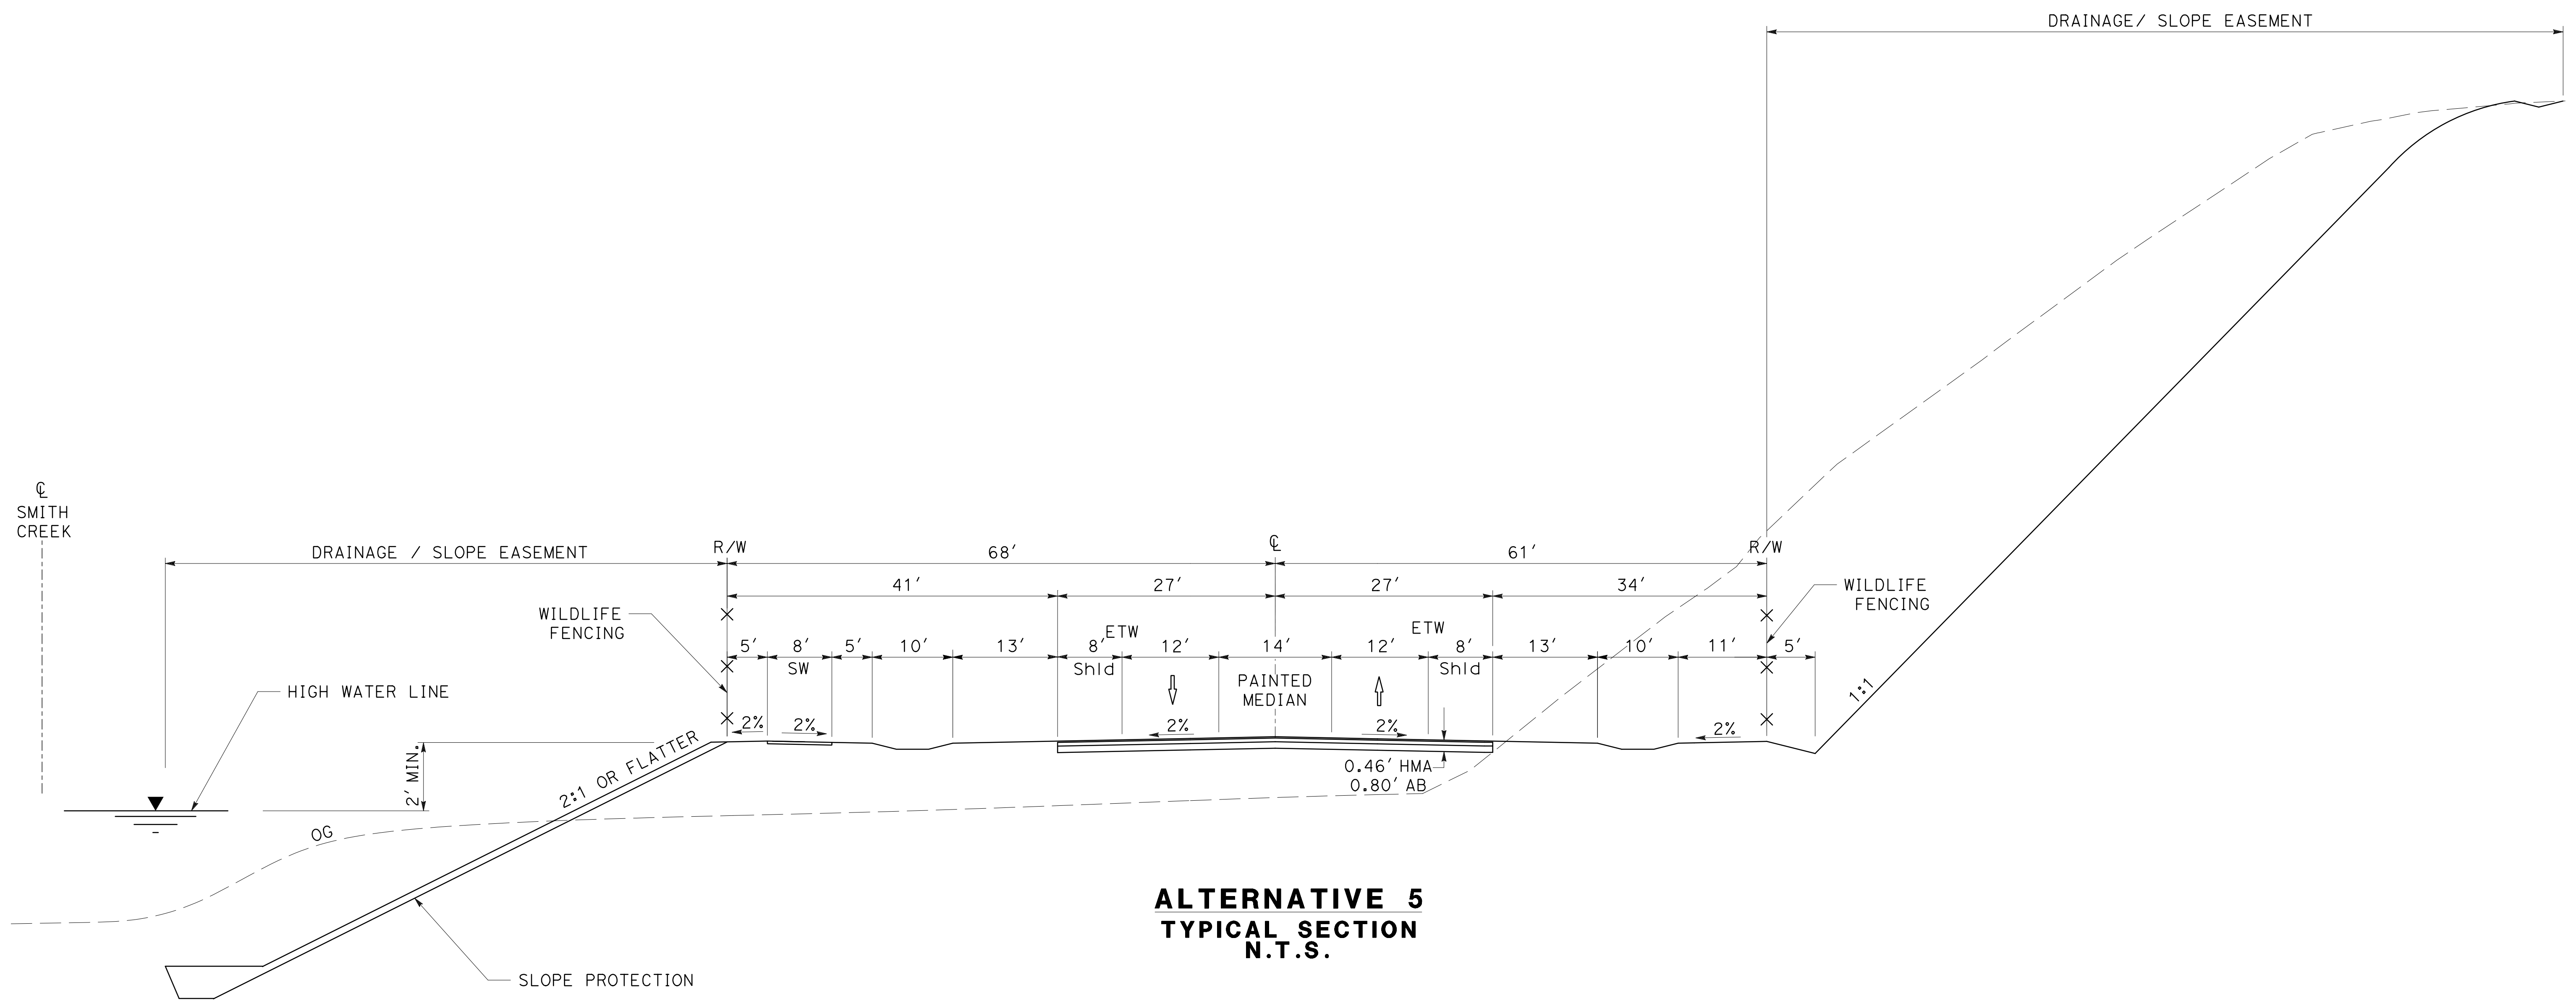 DRAINAGE/ SLOPE EASEMENT
℄
SMITH
CREEK
DRAINAGE / SLOPE EASEMENT
R/W
68′
℄
61′
R/W
41′
27′
27′
34′
WILDLIFE
FENCING
WILDLIFE
FENCING
ETW
ETW
5′
8′
5′
10′
13′
8′
12′
14′
12′
8′
13′
10′
11′
5′
SW
Shld
Shld
PAINTED
MEDIAN
HIGH WATER LINE
2%
2%
2%
2%
2%
1:1
2:1 OR FLATTER
2′ MIN.
0.46′ HMA
0.80′ AB
OG
ALTERNATIVE 5
TYPICAL SECTION
N.T.S.
SLOPE PROTECTION